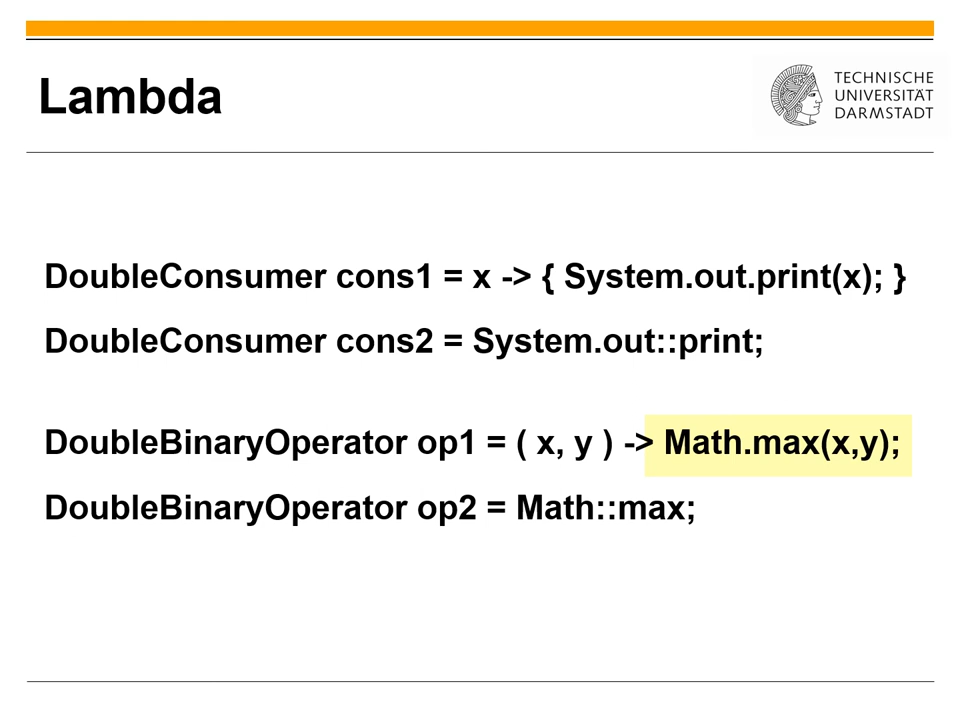 Lambda
TECHNISCHE
UNIVERSITÄT
DARMSTADT
DoubleConsumer cons1 = x -> { System.out.print(x); }
DoubleConsumer cons2 = System.out::print;
DoubleBinaryOperator op1 = ( x, y ) -> Math.max(x,y);
DoubleBinaryOperator op2 = Math::max;